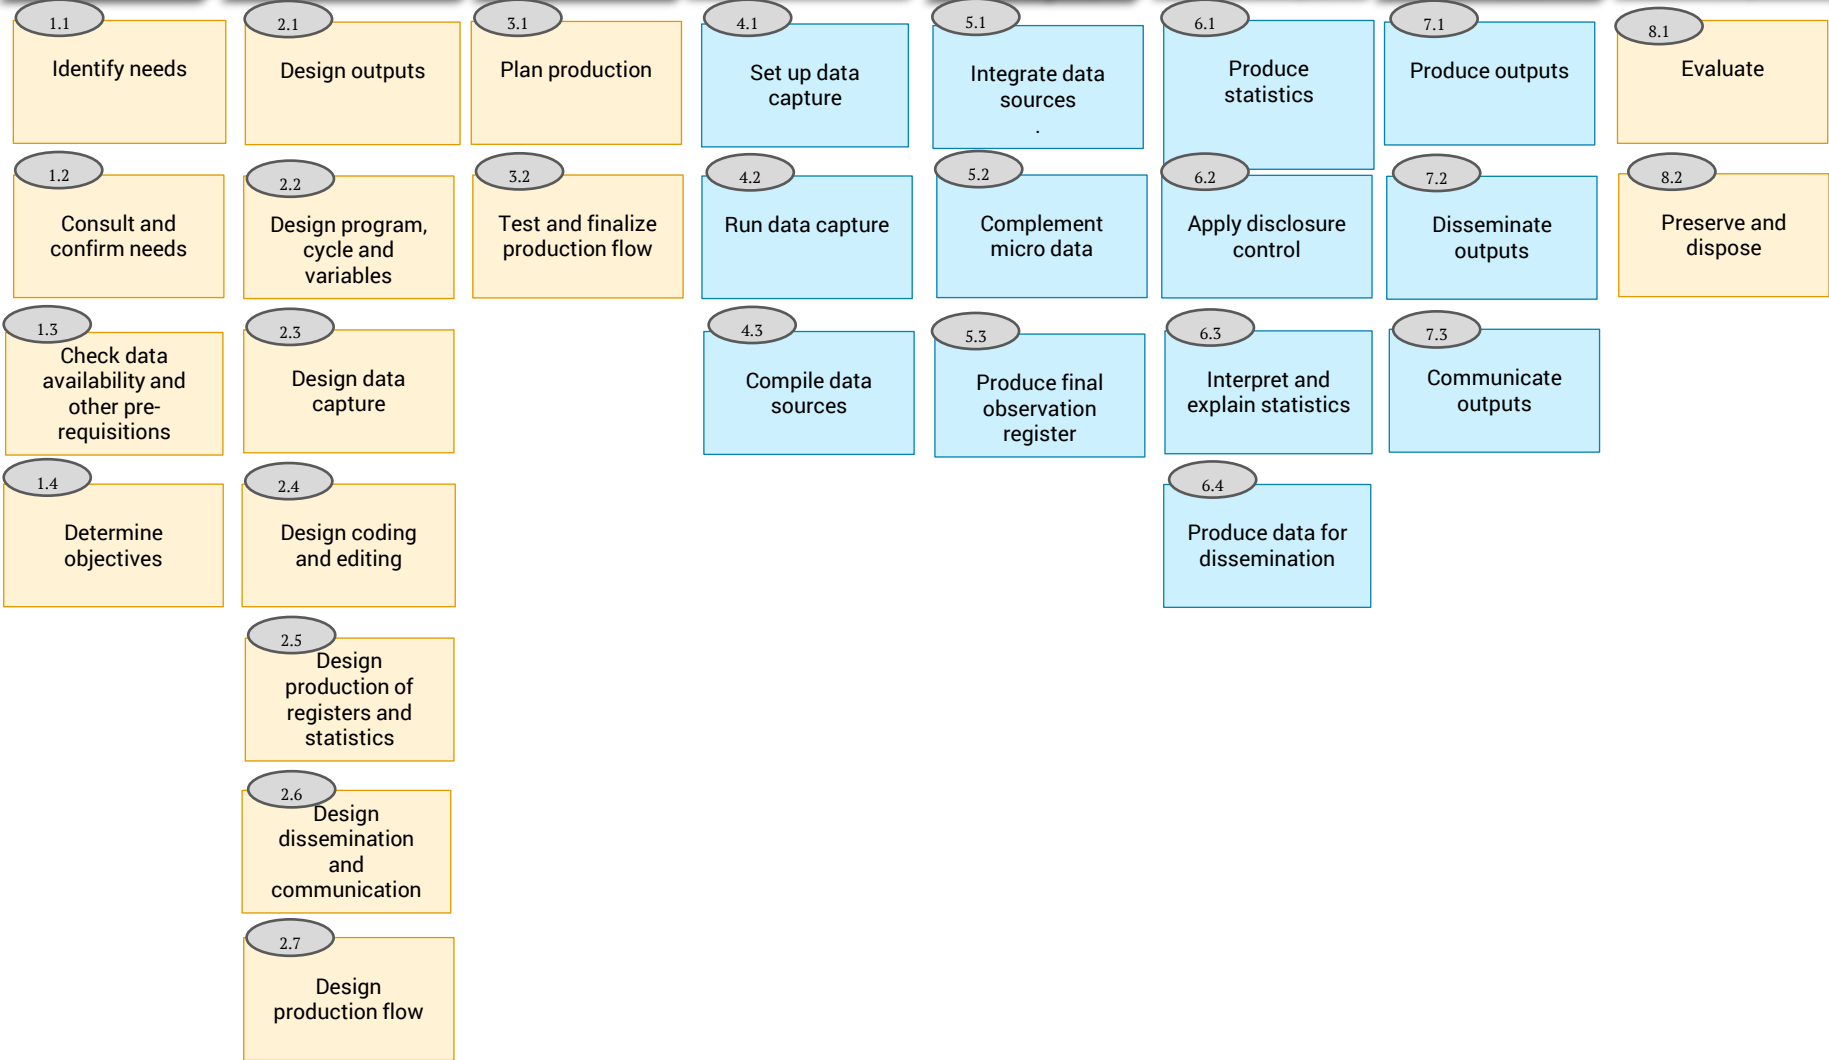 1.1
Identify needs
1.2
Consult and
confirm needs
1.3
Check data
availability and
other pre-
requisitions
1.4
Determine
objectives
2.1
Design outputs
2.2
Design program,
cycle and
variables
2.3
Design data
capture
2.4
Design coding
and editing
2.5
Design
production of
registers and
statistics
2.6
Design
dissemination
and
communication
2.7
Design
production flow
3.1
Plan production
3.2
Test and finalize
production flow
4.1
Set up data
capture
4.2
Run data capture
4.3
Compile data
sources
5.1
Integrate data
sources
.
5.2
Complement
micro data
5.3
Produce final
observation
register
6.1
Produce
statistics
6.2
Apply disclosure
control
6.3
Interpret and
explain statistics
6.4
Produce data for
dissemination
7.1
Produce outputs
7.2
Disseminate
outputs
7.3
Communicate
outputs
8.1
Evaluate
8.2
Preserve and
dispose